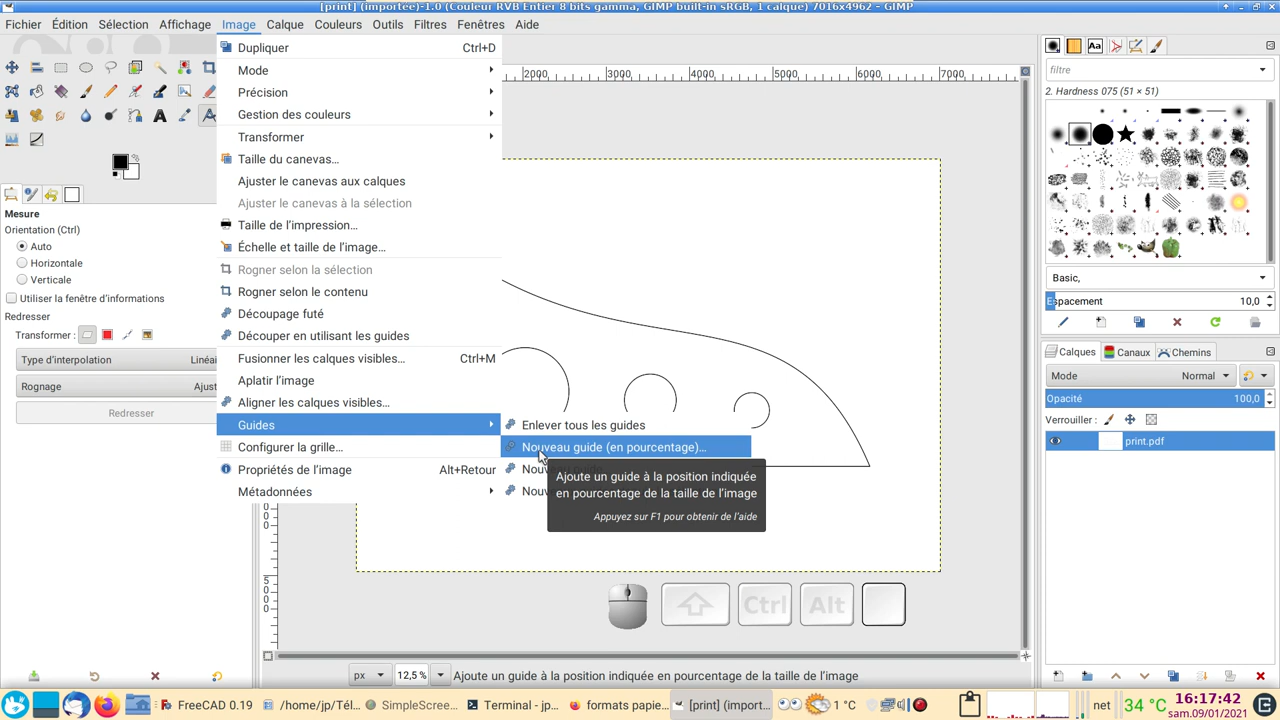 [print] (importée)-1.0 (Couleur RVB Entier 8 bits gamma, GIMP built-in sRGB, 1 calque) 7016x4962 – GIMP
Fichier Édition Sélection Affichage Image Calque Couleurs Outils Filtres Fenêtres Aide
Dupliquer Ctrl+D
Mode
Précision
Gestion des couleurs
Transformer
Taille du canevas...
Ajuster le canevas aux calques
Ajuster le canevas à la sélection
Taille de l'impression...
Échelle et taille de l'image...
Rogner selon la sélection
Rogner selon le contenu
Découpage futé
Découper en utilisant les guides
Fusionner les calques visibles... Ctrl+M
Aplatir l'image
Aligner les calques visibles...
Guides
Configurer la grille...
Propriétés de l'image Alt+Retour
Métadonnées
Enlever tous les guides
Nouveau guide (en pourcentage)...
Ajoute un guide à la position indiquée
en pourcentage de la taille de l'image
Appuyez sur F1 pour obtenir de l'aide
Mesure
Orientation (Ctrl)
Auto
Horizontale
Verticale
Utiliser la fenêtre d'informations
Redresser
Transformer :
Type d'interpolation Linéai
Rognage Ajust
Redresser
2000 3000 4000 5000 6000 7000
5
0
0
0
filtre
2. Hardness 075 (51 × 51)
Basic,
Espacement 10,0
Calques Canaux Chemins
Mode Normal
Opacité 100,0
Verrouiller :
print.pdf
Ctrl Alt
px 12,5 % Ajoute un guide à la position indiquée en pourcentage de la taille de l'image
FreeCAD 0.19 /home/jp/Tél... SimpleScree... Terminal - jp... formats papie... [print] (import... 1 °C net 34 °C 16:17:42
sam.09/01/2021